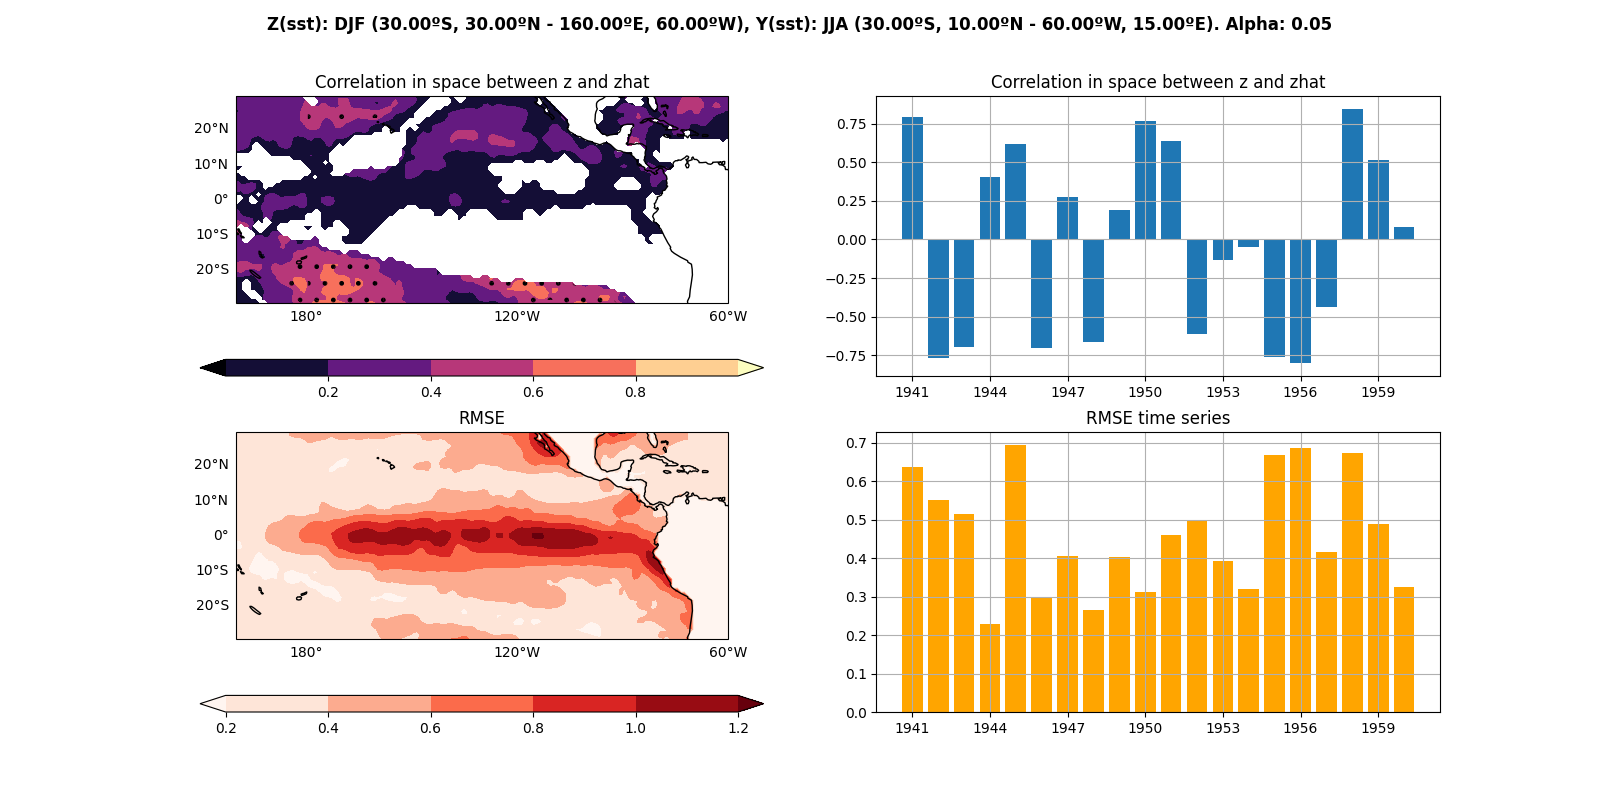 Z(sst): DJF (30.00ºS, 30.00ºN - 160.00ºE, 60.00ºW), Y(sst): JJA (30.00ºS, 10.00ºN - 60.00ºW, 15.00ºE). Alpha: 0.05
Correlation in space between z and zhat
20°N
10°N
0°
10°S
20°S
180°
120°W
60°W
0.2
0.4
0.6
0.8
Correlation in space between z and zhat
0.75
0.50
0.25
0.00
−0.25
−0.50
−0.75
1941
1944
1947
1950
1953
1956
1959
RMSE
20°N
10°N
0°
10°S
20°S
180°
120°W
60°W
0.2
0.4
0.6
0.8
1.0
1.2
RMSE time series
0.7
0.6
0.5
0.4
0.3
0.2
0.1
0.0
1941
1944
1947
1950
1953
1956
1959